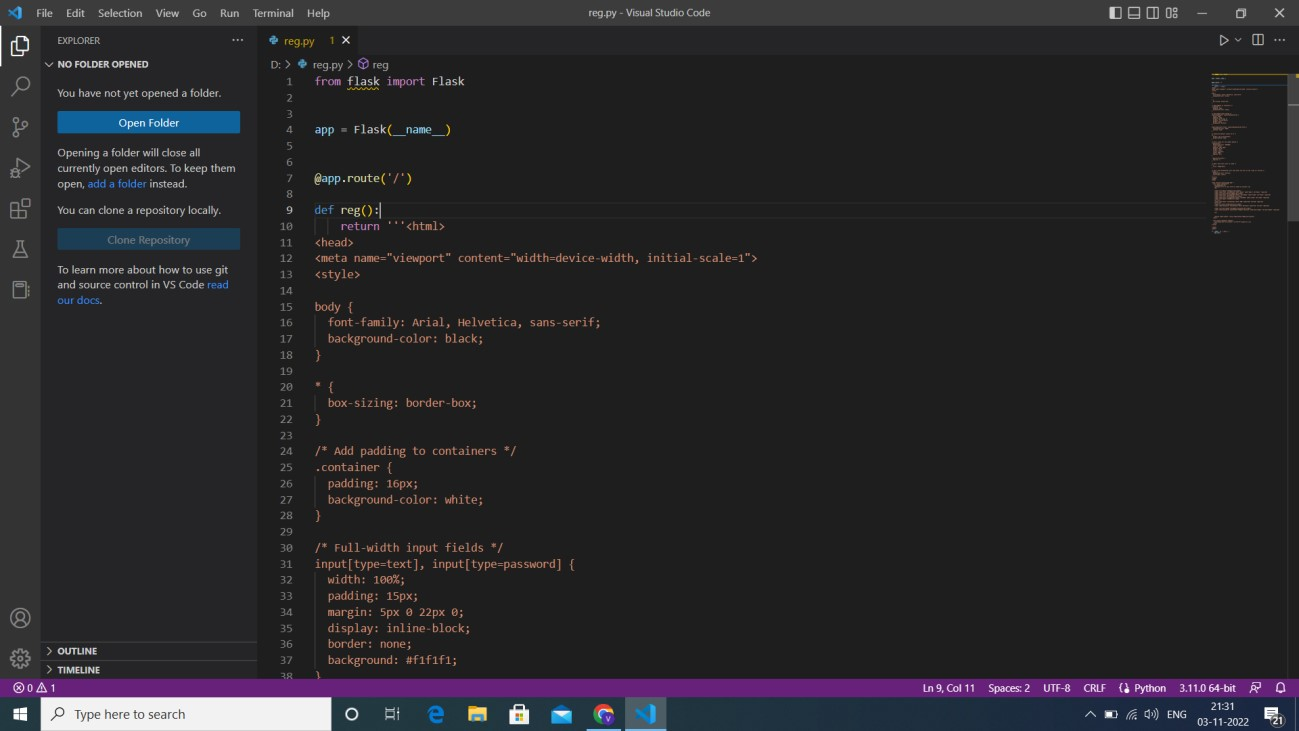 File Edit Selection View Go Run Terminal Help
reg.py - Visual Studio Code
EXPLORER
NO FOLDER OPENED
You have not yet opened a folder.
Open Folder
Opening a folder will close all
currently open editors. To keep them
open, add a folder instead.
You can clone a repository locally.
Clone Repository
To learn more about how to use git
and source control in VS Code read
our docs.
OUTLINE
TIMELINE
reg.py 1
D: > reg.py > reg
1 from flask import Flask
2
3
4 app = Flask(__name__)
5
6
7 @app.route('/')
8
9 def reg():
10 return '''<html>
11 <head>
12 <meta name="viewport" content="width=device-width, initial-scale=1">
13 <style>
14
15 body {
16 font-family: Arial, Helvetica, sans-serif;
17 background-color: black;
18 }
19
20 * {
21 box-sizing: border-box;
22 }
23
24 /* Add padding to containers */
25 .container {
26 padding: 16px;
27 background-color: white;
28 }
29
30 /* Full-width input fields */
31 input[type=text], input[type=password] {
32 width: 100%;
33 padding: 15px;
34 margin: 5px 0 22px 0;
35 display: inline-block;
36 border: none;
37 background: #f1f1f1;
38 }
0 1
Ln 9, Col 11 Spaces: 2 UTF-8 CRLF Python 3.11.0 64-bit
Type here to search
ENG
21:31
03-11-2022
21